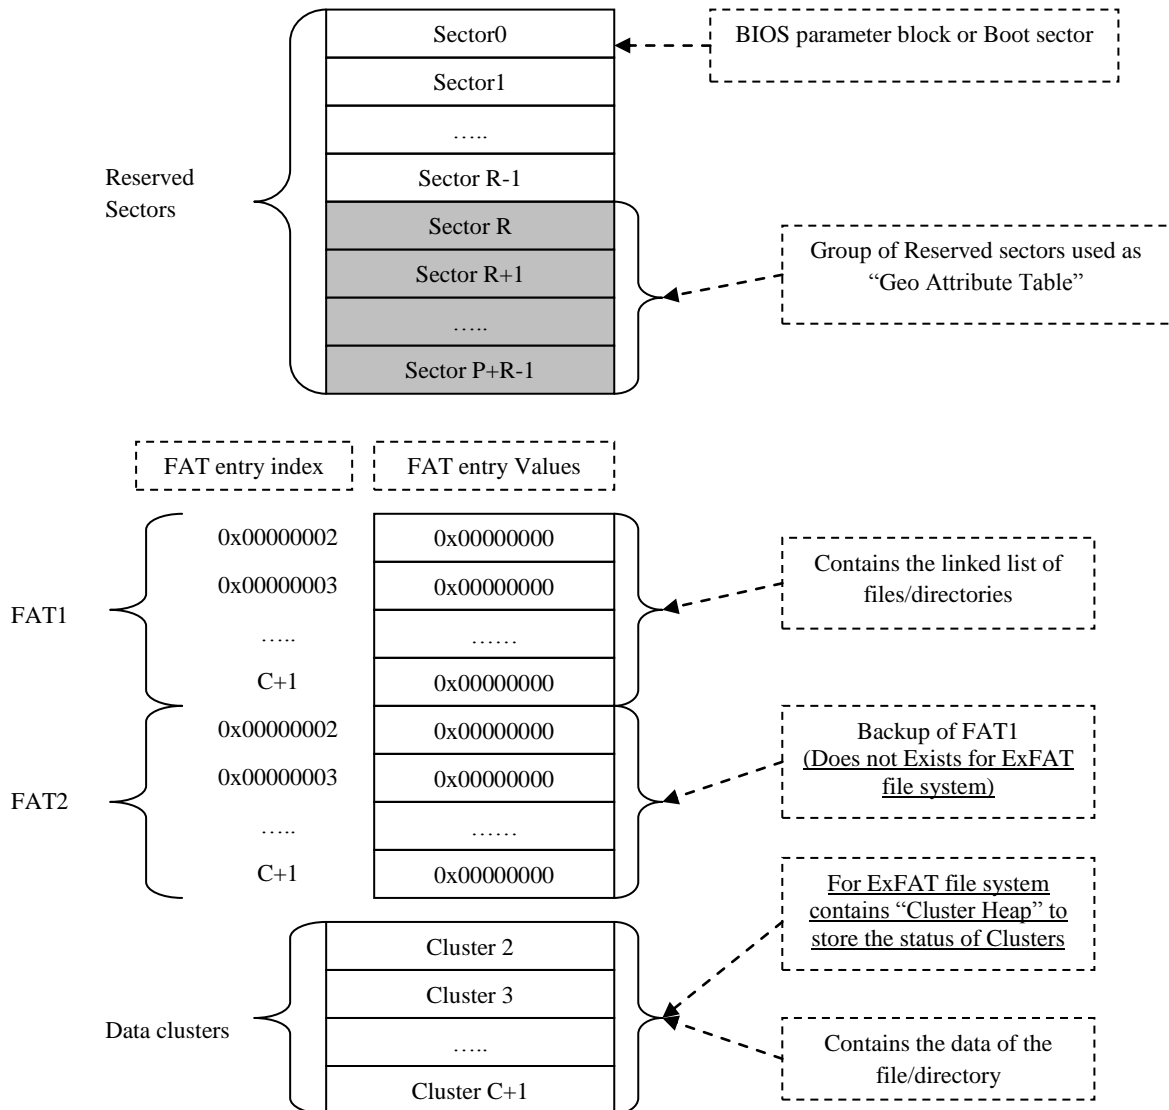 Sector0
BIOS parameter block or Boot sector
Sector1
…..
Sector R-1
Reserved
Sectors
Sector R
Sector R+1
…..
Sector P+R-1
Group of Reserved sectors used as
“Geo Attribute Table”
FAT entry index
FAT entry Values
FAT1
0x00000002
0x00000000
0x00000003
0x00000000
…..
……
C+1
0x00000000
Contains the linked list of
files/directories
FAT2
0x00000002
0x00000000
0x00000003
0x00000000
…..
……
C+1
0x00000000
Backup of FAT1
(Does not Exists for ExFAT
file system)
Data clusters
Cluster 2
Cluster 3
…..
Cluster C+1
For ExFAT file system
contains “Cluster Heap” to
store the status of Clusters
Contains the data of the
file/directory